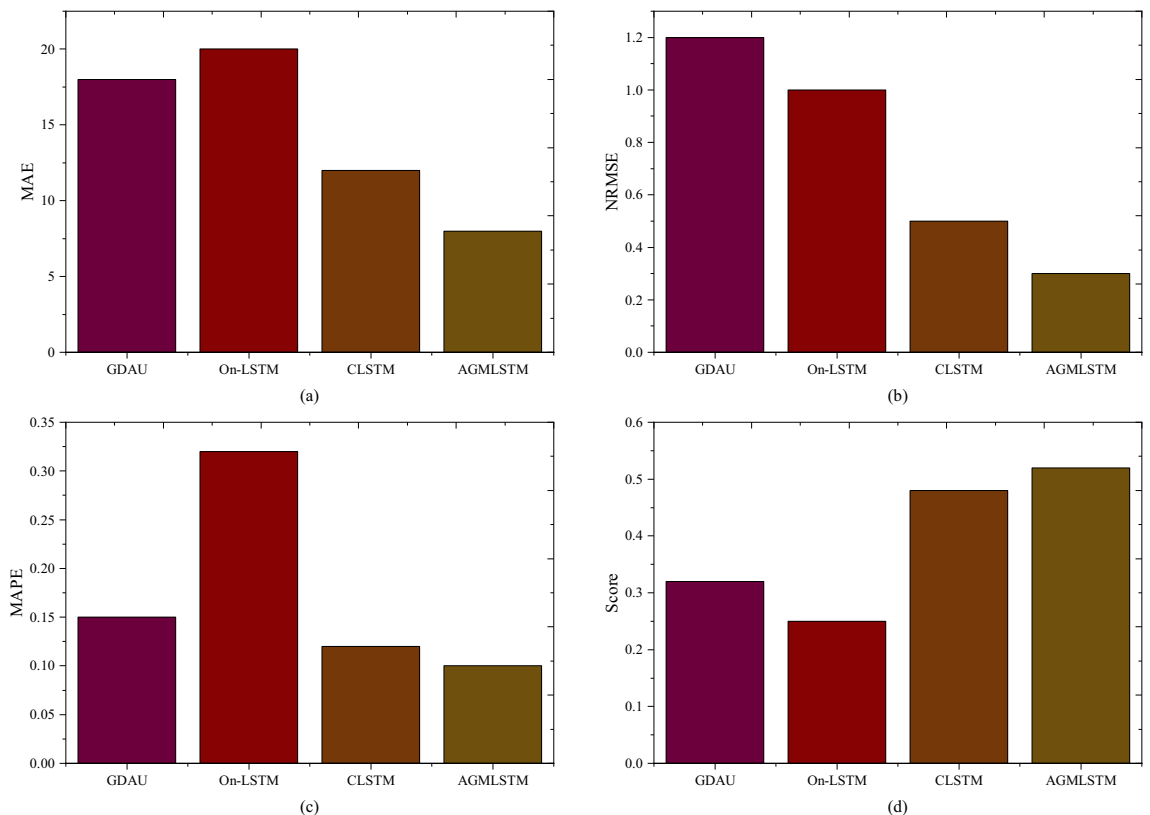 20
15
10
5
0
MAE
GDAU On-LSTM CLSTM AGMLSTM
(a)
1.2
1.0
0.8
0.6
0.4
0.2
0.0
NRMSE
GDAU On-LSTM CLSTM AGMLSTM
(b)
0.35
0.30
0.25
0.20
0.15
0.10
0.05
0.00
MAPE
GDAU On-LSTM CLSTM AGMLSTM
(c)
0.6
0.5
0.4
0.3
0.2
0.1
0.0
Score
GDAU On-LSTM CLSTM AGMLSTM
(d)